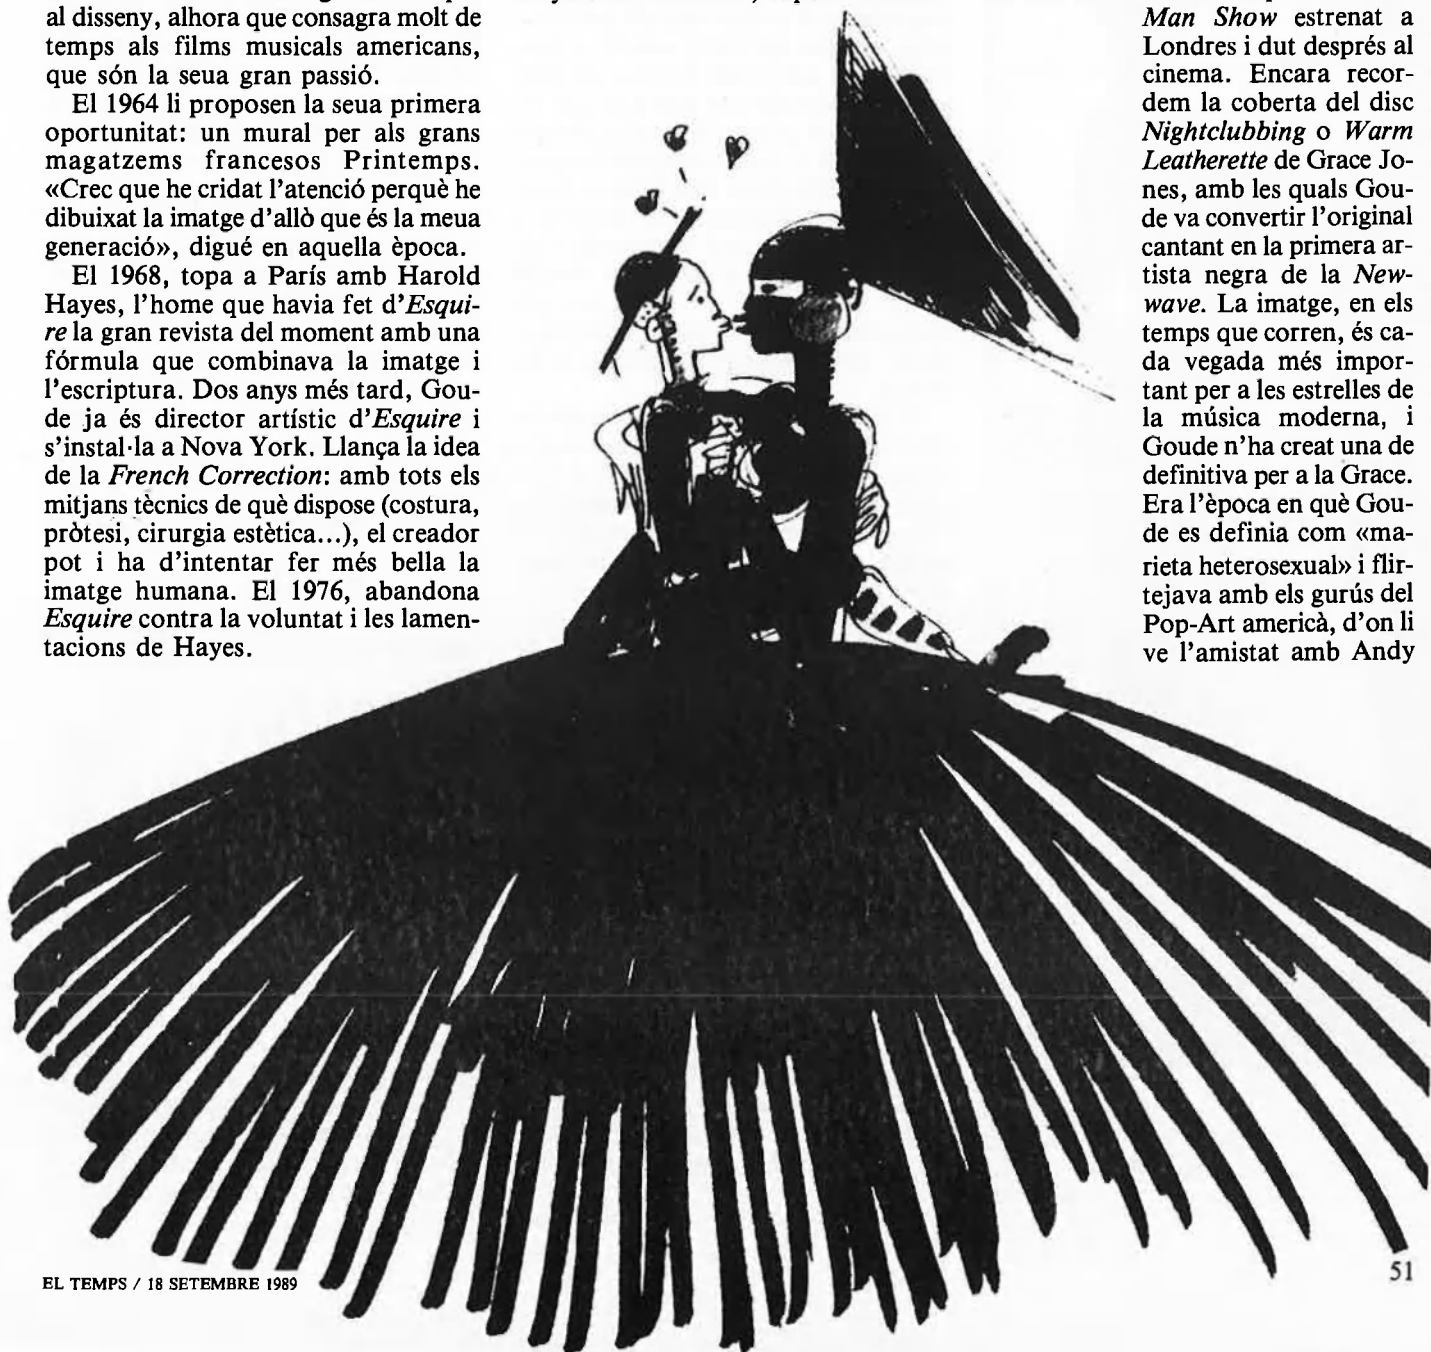 al disseny, alhora que consagra molt de
temps als films musicals americans,
que són la seua gran passió.
El 1964 li proposen la seua primera
oportunitat: un mural per als grans
magatzems francesos Printemps.
«Crec que he cridat l'atenció perquè he
dibuixat la imatge d'allò que és la meua
generació», digué en aquella època.
El 1968, topa a París amb Harold
Hayes, l'home que havia fet d'Esqui-
re la gran revista del moment amb una
fórmula que combinava la imatge i
l'escriptura. Dos anys més tard, Gou-
de ja és director artístic d'Esquire i
s'instal·la a Nova York. Llança la idea
de la French Correction: amb tots els
mitjans tècnics de què dispose (costura,
pròtesi, cirurgia estètica...), el creador
pot i ha d'intentar fer més bella la
imatge humana. El 1976, abandona
Esquire contra la voluntat i les lamen-
tacions de Hayes.
Man Show estrenat a
Londres i dut després al
cinema. Encara recor-
dem la coberta del disc
Nightclubbing o Warm
Leatherette de Grace Jo-
nes, amb les quals Gou-
de va convertir l'original
cantant en la primera ar-
tista negra de la New-
wave. La imatge, en els
temps que corren, és ca-
da vegada més impor-
tant per a les estrelles de
la música moderna, i
Goude n'ha creat una de
definitiva per a la Grace.
Era l'època en què Gou-
de es definia com «ma-
rieta heterosexual» i flir-
tejava amb els gurús del
Pop-Art americà, d'on li
ve l'amistat amb Andy
EL TEMPS / 18 SETEMBRE 1989
51